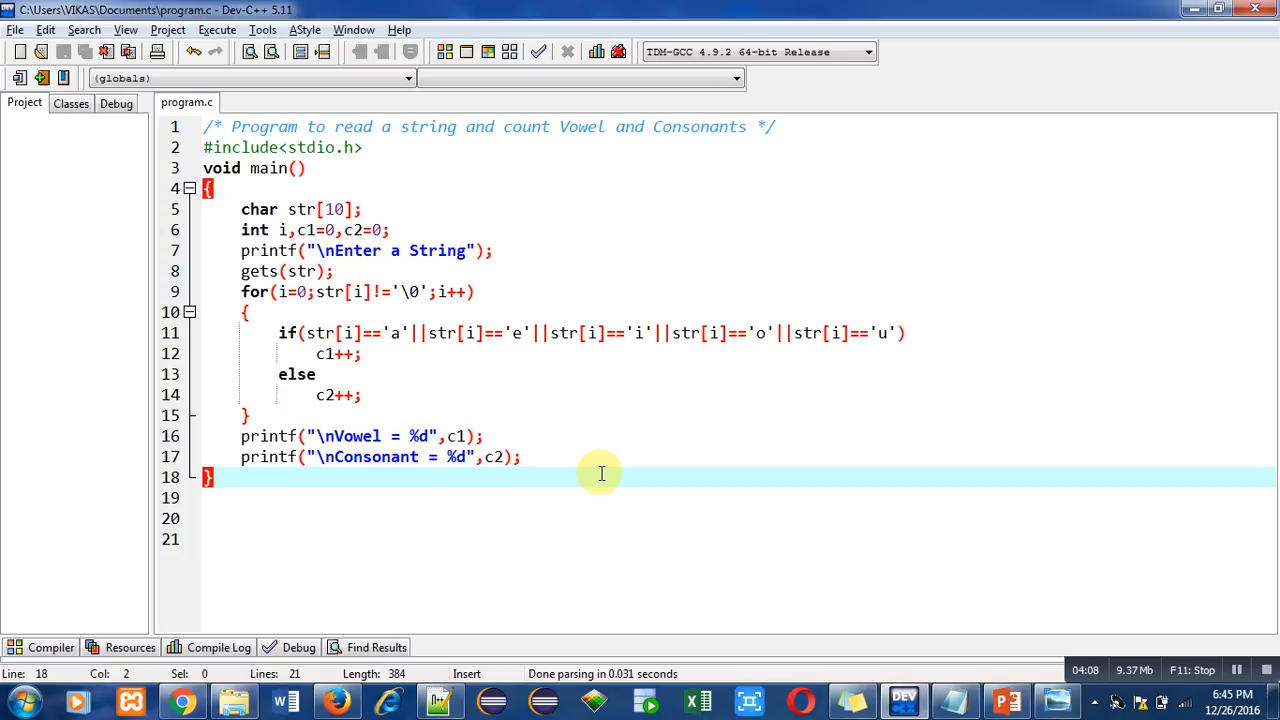 C:\Users\VIKAS\Documents\program.c - Dev-C++ 5.11
File Edit Search View Project Execute Tools AStyle Window Help
TDM-GCC 4.9.2 64-bit Release
(globals)
Project Classes Debug program.c
1 /* Program to read a string and count Vowel and Consonants */
2 #include<stdio.h>
3 void main()
4 {
5 char str[10];
6 int i,c1=0,c2=0;
7 printf("\nEnter a String");
8 gets(str);
9 for(i=0;str[i]!='\0';i++)
10 {
11 if(str[i]=='a'||str[i]=='e'||str[i]=='i'||str[i]=='o'||str[i]=='u')
12 c1++;
13 else
14 c2++;
15 }
16 printf("\nVowel = %d",c1);
17 printf("\nConsonant = %d",c2);
18 }
19
20
21
Compiler Resources Compile Log Debug Find Results
Line: 18 Col: 2 Sel: 0 Lines: 21 Length: 384 Insert Done parsing in 0.031 seconds 04:08 9.37 Mb F11: Stop
DEV
6:45 PM
12/26/2016